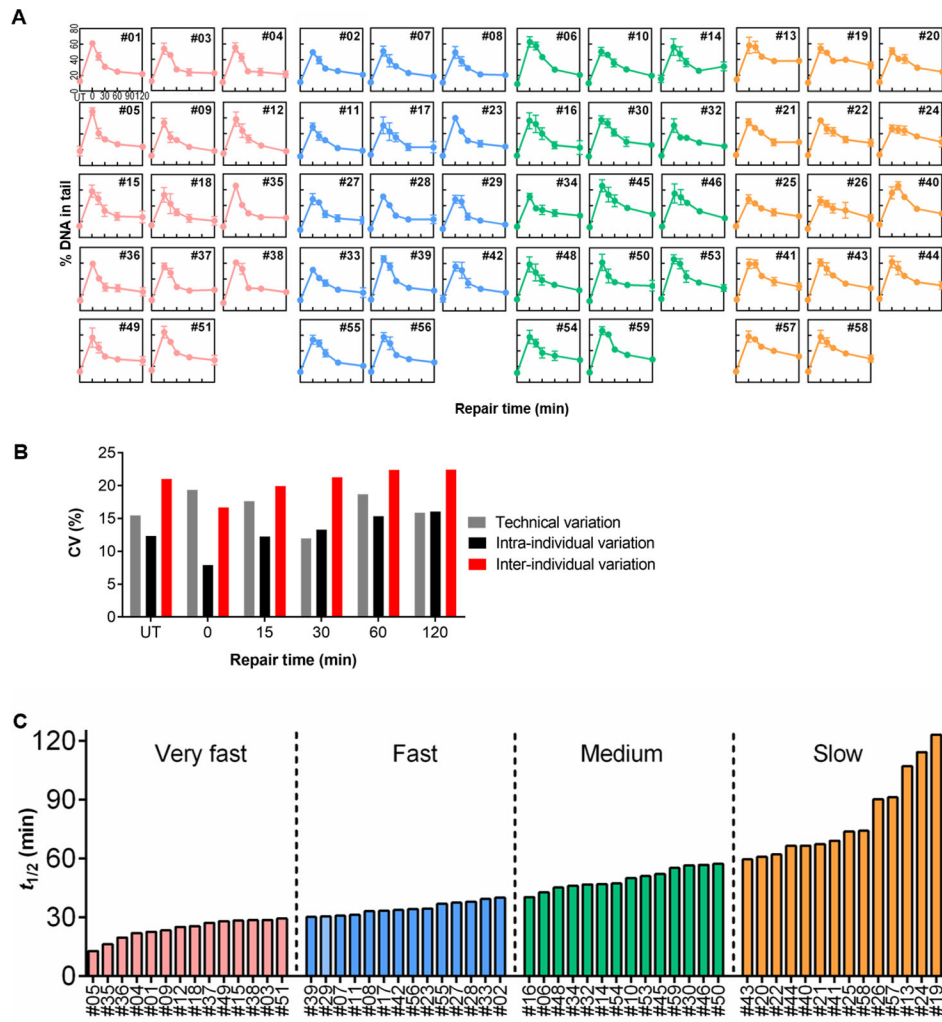 A
#01 #03 #04 #02 #07 #08 #06 #10 #14 #13 #19 #20
80
60
40
20
0
UT 0 30 60 90 120
#05 #09 #12 #11 #17 #23 #16 #30 #32 #21 #22 #24
#15 #18 #35 #27 #28 #29 #34 #45 #46 #25 #26 #40
% DNA in tail
#36 #37 #38 #33 #39 #42 #48 #50 #53 #41 #43 #44
#49 #51 #55 #56 #54 #59 #57 #58
Repair time (min)
B
25
20
15
10
5
0
CV (%)
UT 0 15 30 60 120
Repair time (min)
Technical variation
Intra-individual variation
Inter-individual variation
C
120
90
60
30
0
t1/2 (min)
Very fast Fast Medium Slow
#05 #35 #36 #04 #01 #09 #12 #18 #37 #49 #15 #38 #03 #51 #39 #29 #07 #11 #08 #17 #42 #56 #23 #55 #27 #28 #33 #02 #16 #06 #48 #34 #32 #14 #54 #10 #53 #45 #59 #30 #46 #50 #43 #20 #22 #44 #40 #21 #41 #25 #58 #26 #57 #13 #24 #19